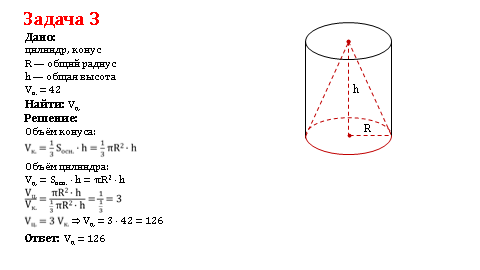 Задача 3
Дано:
цилиндр, конус
R — общий радиус
h — общая высота
Vк. = 42
Найти: Vц.
Решение:
Объём конуса:
Vк. = 1/3 Sосн. · h = 1/3 πR² · h
Объём цилиндра:
Vц. = Sосн. · h = πR² · h
Vц./Vк. = πR² · h / (1/3 πR² · h) = 1/(1/3) = 3
Vц. = 3 Vк. ⇒ Vц. = 3 · 42 = 126
Ответ: Vц. = 126
h
R